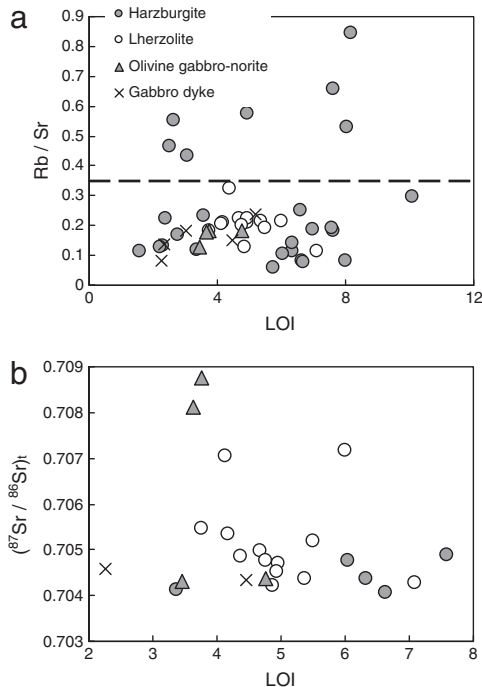 a
Harzburgite
Lherzolite
Olivine gabbro-norite
Gabbro dyke
Rb / Sr
0.9
0.8
0.7
0.6
0.5
0.4
0.3
0.2
0.1
0
0 4 8 12
LOI
b
(⁸⁷Sr / ⁸⁶Sr)t
0.709
0.708
0.707
0.706
0.705
0.704
0.703
2 3 4 5 6 7 8
LOI